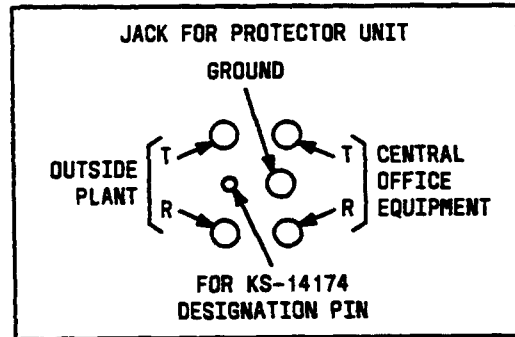 JACK FOR PROTECTOR UNIT
GROUND
T
OUTSIDE
PLANT
R
T
CENTRAL
OFFICE
EQUIPMENT
R
FOR KS-14174
DESIGNATION PIN